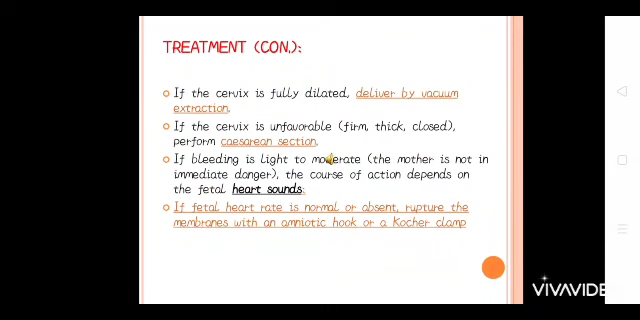 TREATMENT (CON.):
If the cervix is fully dilated, deliver by vacuum
extraction.
If the cervix is unfavorable (firm, thick, closed),
perform caesarean section.
If bleeding is light to moderate (the mother is not in
immediate danger), the course of action depends on
the fetal heart sounds:
If fetal heart rate is normal or absent, rupture the
membranes with an amniotic hook or a Kocher clamp
VIVAVIDE